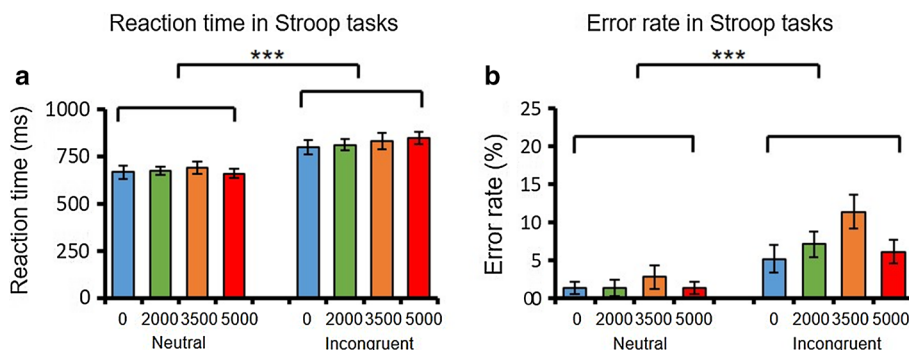 Reaction time in Stroop tasks
a
***
Reaction time (ms)
1000
750
500
250
0
0 2000 3500 5000 0 2000 3500 5000
Neutral Incongruent
Error rate in Stroop tasks
b
***
Error rate (%)
25
20
15
10
5
00
0 2000 3500 5000 0 2000 3500 5000
Neutral Incongruent